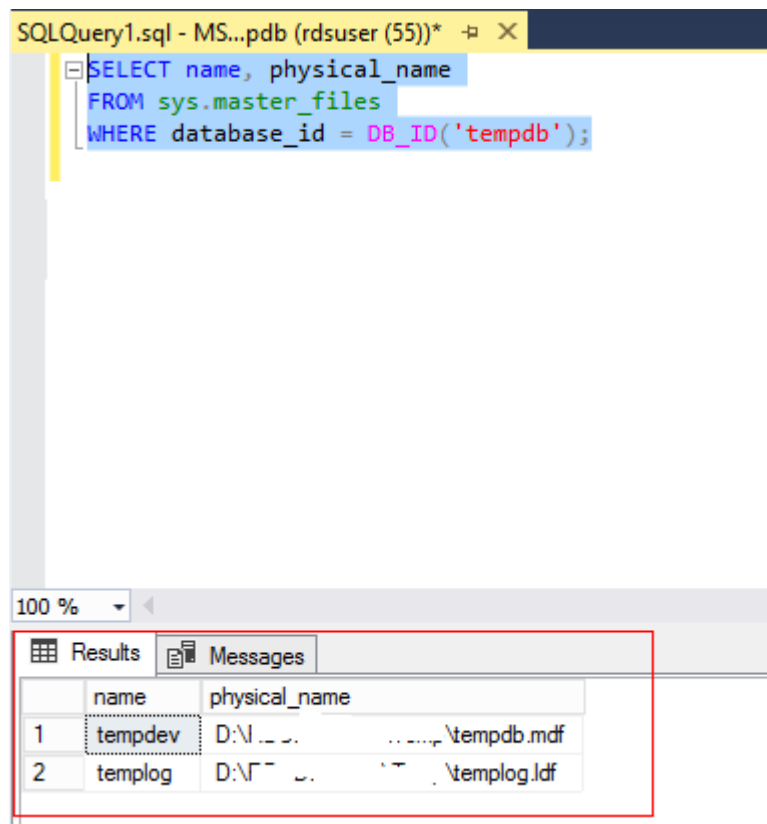 SQLQuery1.sql - MS...pdb (rdsuser (55))*
SELECT name, physical_name
FROM sys.master_files
WHERE database_id = DB_ID('tempdb');
100 %
Results Messages
name physical_name
1 tempdev D:\ \tempdb.mdf
2 templog D:\ \templog.ldf